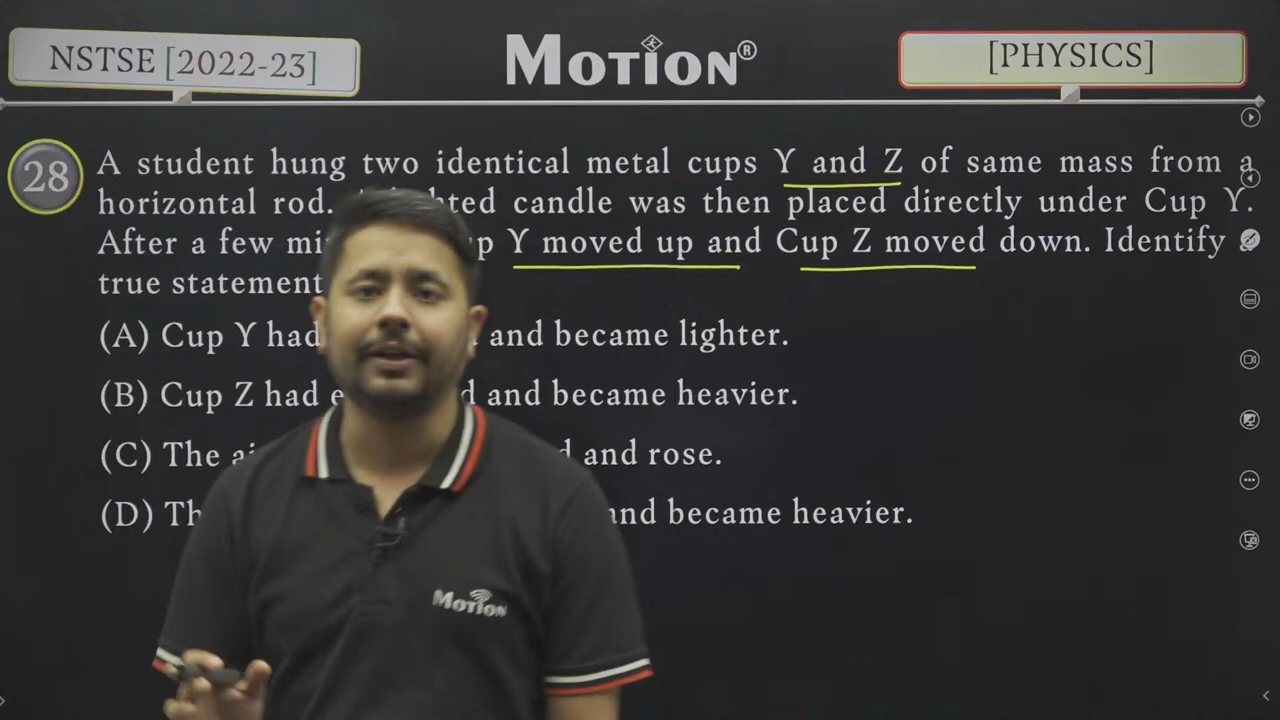 NSTSE [2022-23]
MOTION®
[PHYSICS]
28
A student hung two identical metal cups Y and Z of same mass from a
horizontal rod. candle was then placed directly under Cup Y.
After a few Y moved up and Cup Z moved down. Identify a
true statement
(A) Cup Y had and became lighter.
(B) Cup Z had and became heavier.
(C) The and rose.
(D) and became heavier.
MOTION